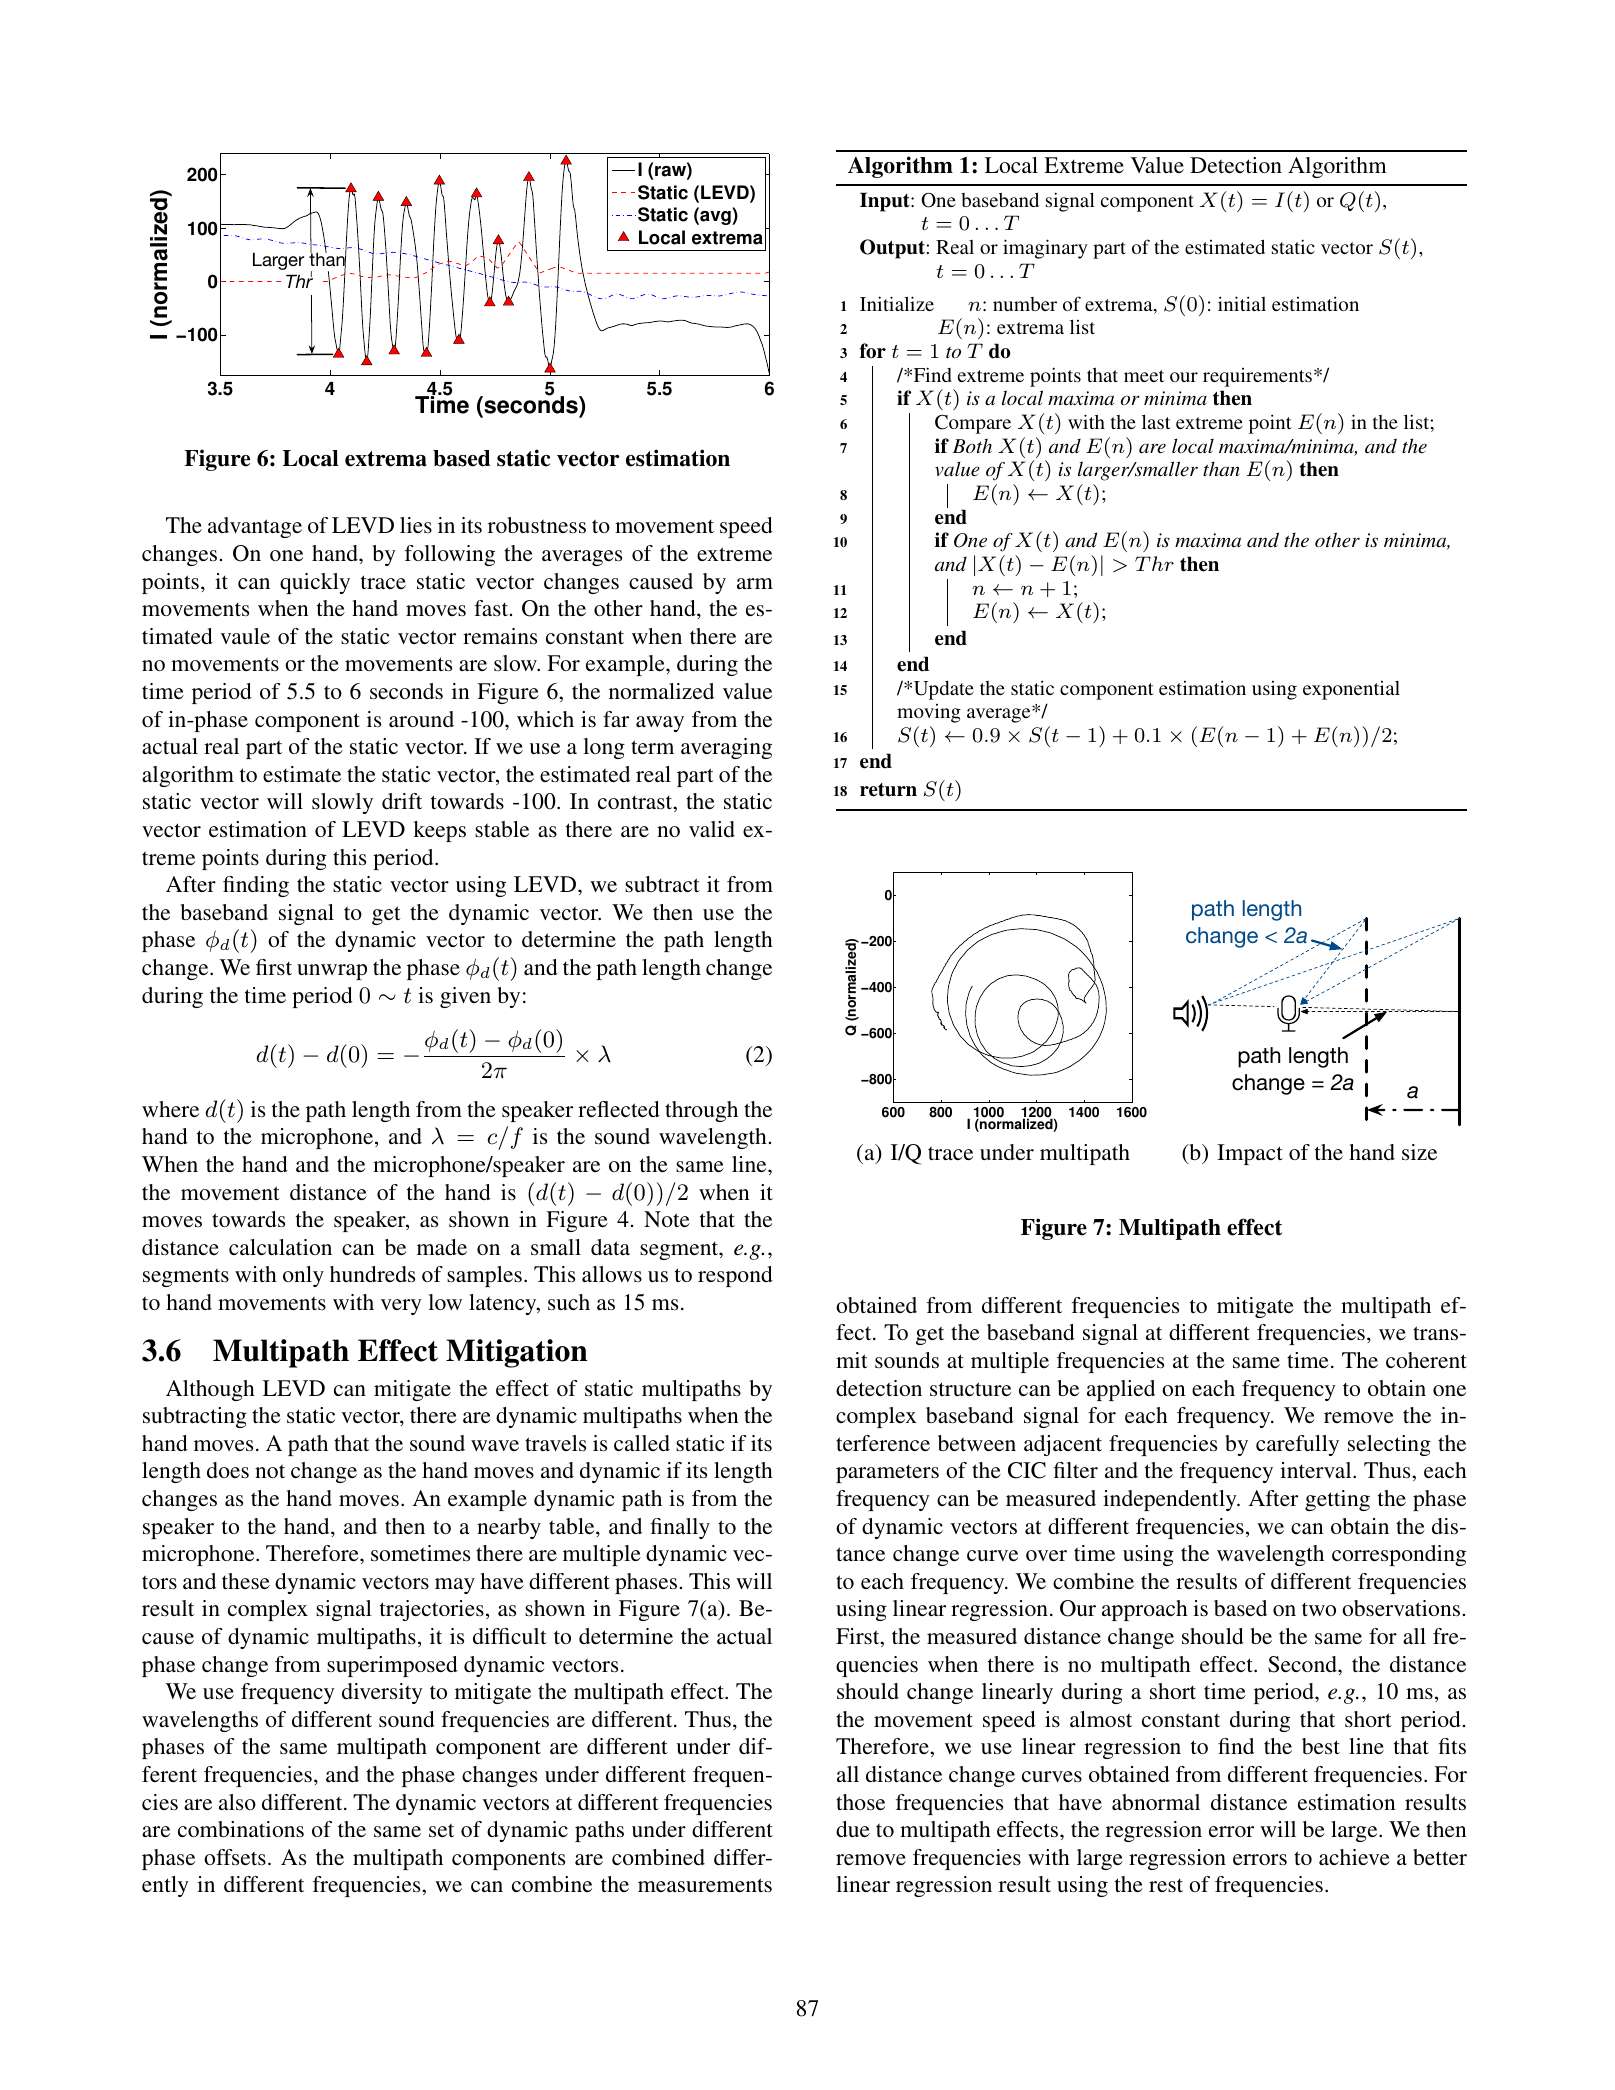 200
100
0
−100
3.5
4
4.5
5
5.5
6
I (normalized)
Time (seconds)
Larger than
Thr
I (raw)
Static (LEVD)
Static (avg)
Local extrema
Figure 6: Local extrema based static vector estimation
The advantage of LEVD lies in its robustness to movement speed
changes. On one hand, by following the averages of the extreme
points, it can quickly trace static vector changes caused by arm
movements when the hand moves fast. On the other hand, the es-
timated vaule of the static vector remains constant when there are
no movements or the movements are slow. For example, during the
time period of 5.5 to 6 seconds in Figure 6, the normalized value
of in-phase component is around -100, which is far away from the
actual real part of the static vector. If we use a long term averaging
algorithm to estimate the static vector, the estimated real part of the
static vector will slowly drift towards -100. In contrast, the static
vector estimation of LEVD keeps stable as there are no valid ex-
treme points during this period.
After finding the static vector using LEVD, we subtract it from
the baseband signal to get the dynamic vector. We then use the
phase ϕd(t) of the dynamic vector to determine the path length
change. We first unwrap the phase ϕd(t) and the path length change
during the time period 0 ∼ t is given by:
d(t) − d(0) = − (ϕd(t) − ϕd(0)) / 2π × λ (2)
where d(t) is the path length from the speaker reflected through the
hand to the microphone, and λ = c/f is the sound wavelength.
When the hand and the microphone/speaker are on the same line,
the movement distance of the hand is (d(t) − d(0))/2 when it
moves towards the speaker, as shown in Figure 4. Note that the
distance calculation can be made on a small data segment, e.g.,
segments with only hundreds of samples. This allows us to respond
to hand movements with very low latency, such as 15 ms.
3.6 Multipath Effect Mitigation
Although LEVD can mitigate the effect of static multipaths by
subtracting the static vector, there are dynamic multipaths when the
hand moves. A path that the sound wave travels is called static if its
length does not change as the hand moves and dynamic if its length
changes as the hand moves. An example dynamic path is from the
speaker to the hand, and then to a nearby table, and finally to the
microphone. Therefore, sometimes there are multiple dynamic vec-
tors and these dynamic vectors may have different phases. This will
result in complex signal trajectories, as shown in Figure 7(a). Be-
cause of dynamic multipaths, it is difficult to determine the actual
phase change from superimposed dynamic vectors.
We use frequency diversity to mitigate the multipath effect. The
wavelengths of different sound frequencies are different. Thus, the
phases of the same multipath component are different under dif-
ferent frequencies, and the phase changes under different frequen-
cies are also different. The dynamic vectors at different frequencies
are combinations of the same set of dynamic paths under different
phase offsets. As the multipath components are combined differ-
ently in different frequencies, we can combine the measurements
Algorithm 1: Local Extreme Value Detection Algorithm
Input: One baseband signal component X(t) = I(t) or Q(t),
t = 0 . . . T
Output: Real or imaginary part of the estimated static vector S(t),
t = 0 . . . T
1 Initialize n: number of extrema, S(0): initial estimation
2 E(n): extrema list
3 for t = 1 to T do
4 /*Find extreme points that meet our requirements*/
5 if X(t) is a local maxima or minima then
6 Compare X(t) with the last extreme point E(n) in the list;
7 if Both X(t) and E(n) are local maxima/minima, and the
value of X(t) is larger/smaller than E(n) then
8 E(n) ← X(t);
9 end
10 if One of X(t) and E(n) is maxima and the other is minima,
and |X(t) − E(n)| > Thr then
11 n ← n + 1;
12 E(n) ← X(t);
13 end
14 end
15 /*Update the static component estimation using exponential
moving average*/
16 S(t) ← 0.9 × S(t − 1) + 0.1 × (E(n − 1) + E(n))/2;
17 end
18 return S(t)
0
−200
−400
−600
−800
600
800
1000
1200
1400
1600
Q (normalized)
I (normalized)
(a) I/Q trace under multipath
path length
change < 2a
path length
change = 2a
a
(b) Impact of the hand size
Figure 7: Multipath effect
obtained from different frequencies to mitigate the multipath ef-
fect. To get the baseband signal at different frequencies, we trans-
mit sounds at multiple frequencies at the same time. The coherent
detection structure can be applied on each frequency to obtain one
complex baseband signal for each frequency. We remove the in-
terference between adjacent frequencies by carefully selecting the
parameters of the CIC filter and the frequency interval. Thus, each
frequency can be measured independently. After getting the phase
of dynamic vectors at different frequencies, we can obtain the dis-
tance change curve over time using the wavelength corresponding
to each frequency. We combine the results of different frequencies
using linear regression. Our approach is based on two observations.
First, the measured distance change should be the same for all fre-
quencies when there is no multipath effect. Second, the distance
should change linearly during a short time period, e.g., 10 ms, as
the movement speed is almost constant during that short period.
Therefore, we use linear regression to find the best line that fits
all distance change curves obtained from different frequencies. For
those frequencies that have abnormal distance estimation results
due to multipath effects, the regression error will be large. We then
remove frequencies with large regression errors to achieve a better
linear regression result using the rest of frequencies.
87